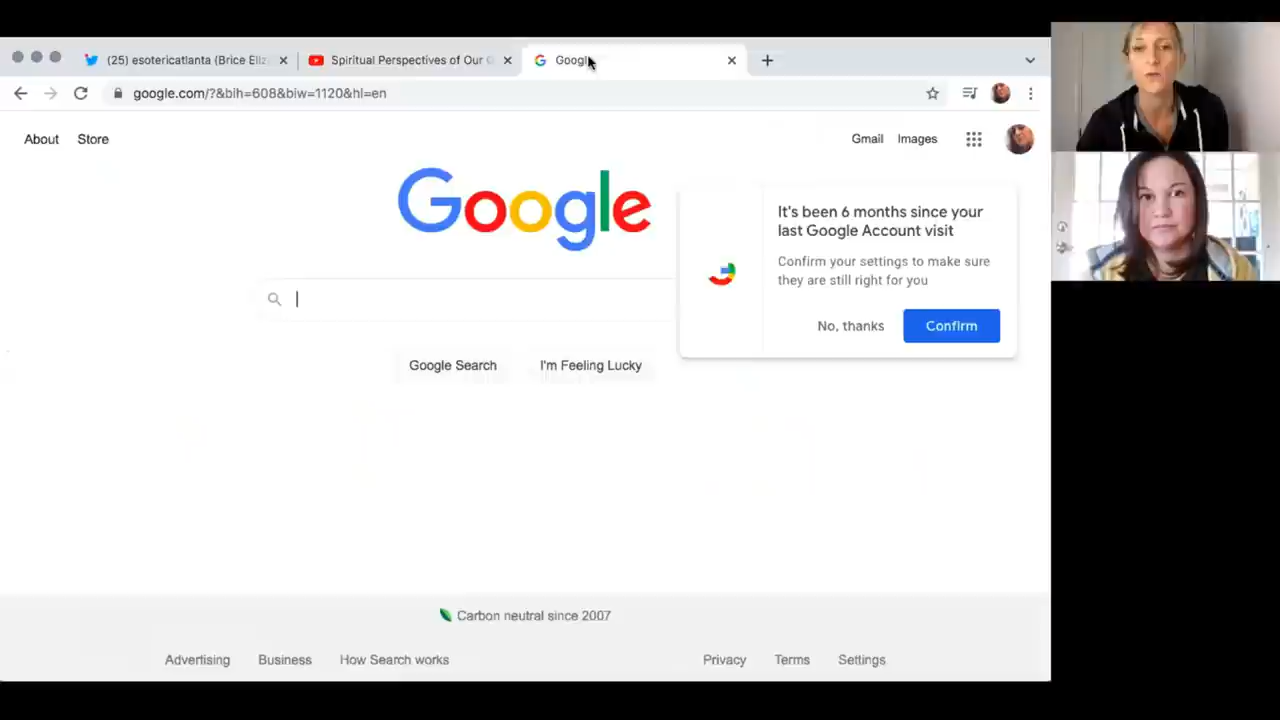 (25) esotericatlanta (Brice Eliz
Spiritual Perspectives of Our
Google
google.com/?&bih=608&biw=1120&hl=en
About Store
Gmail Images
Google
It's been 6 months since your
last Google Account visit
Confirm your settings to make sure
they are still right for you
No, thanks Confirm
Google Search I'm Feeling Lucky
Carbon neutral since 2007
Advertising Business How Search works
Privacy Terms Settings